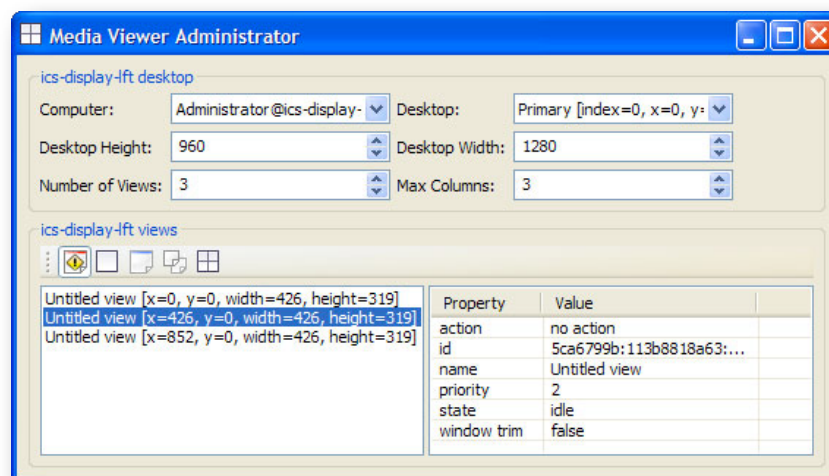 Media Viewer Administrator
ics-display-lft desktop
Computer: Administrator@ics-display- Desktop: Primary [index=0, x=0, y=
Desktop Height: 960 Desktop Width: 1280
Number of Views: 3 Max Columns: 3
ics-display-lft views
Untitled view [x=0, y=0, width=426, height=319]
Untitled view [x=426, y=0, width=426, height=319]
Untitled view [x=852, y=0, width=426, height=319]
Property Value
action no action
id 5ca6799b:113b8818a63:...
name Untitled view
priority 2
state idle
window trim false